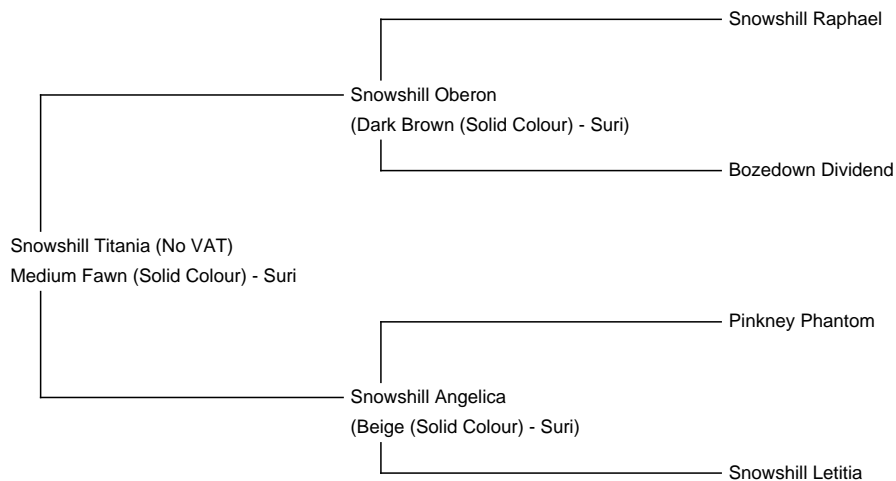 Snowshill Raphael
Snowshill Oberon
(Dark Brown (Solid Colour) - Suri)
Bozedown Dividend
Snowshill Titania (No VAT)
Medium Fawn (Solid Colour) - Suri
Pinkney Phantom
Snowshill Angelica
(Beige (Solid Colour) - Suri)
Snowshill Letitia